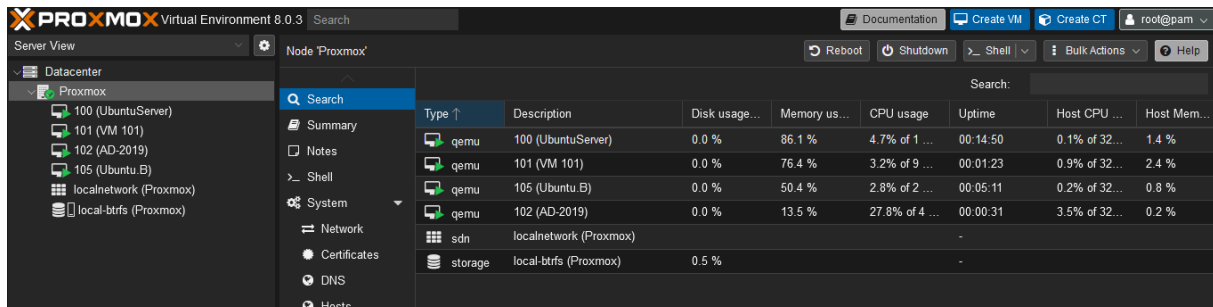 PROXMOX Virtual Environment 8.0.3 Search Documentation Create VM Create CT root@pam
Server View Node 'Proxmox' Reboot Shutdown >_ Shell Bulk Actions Help
Datacenter
Proxmox
100 (UbuntuServer)
101 (VM 101)
102 (AD-2019)
105 (Ubuntu.B)
localnetwork (Proxmox)
local-btrfs (Proxmox)
Search
Summary
Notes
>_ Shell
System
Network
Certificates
DNS
Hosts
Search:
Type ↑ Description Disk usage... Memory us... CPU usage Uptime Host CPU ... Host Mem...
qemu 100 (UbuntuServer) 0.0 % 86.1 % 4.7% of 1 ... 00:14:50 0.1% of 32... 1.4 %
qemu 101 (VM 101) 0.0 % 76.4 % 3.2% of 9 ... 00:01:23 0.9% of 32... 2.4 %
qemu 105 (Ubuntu.B) 0.0 % 50.4 % 2.8% of 2 ... 00:05:11 0.2% of 32... 0.8 %
qemu 102 (AD-2019) 0.0 % 13.5 % 27.8% of 4 ... 00:00:31 3.5% of 32... 0.2 %
sdn localnetwork (Proxmox) -
storage local-btrfs (Proxmox) 0.5 % -